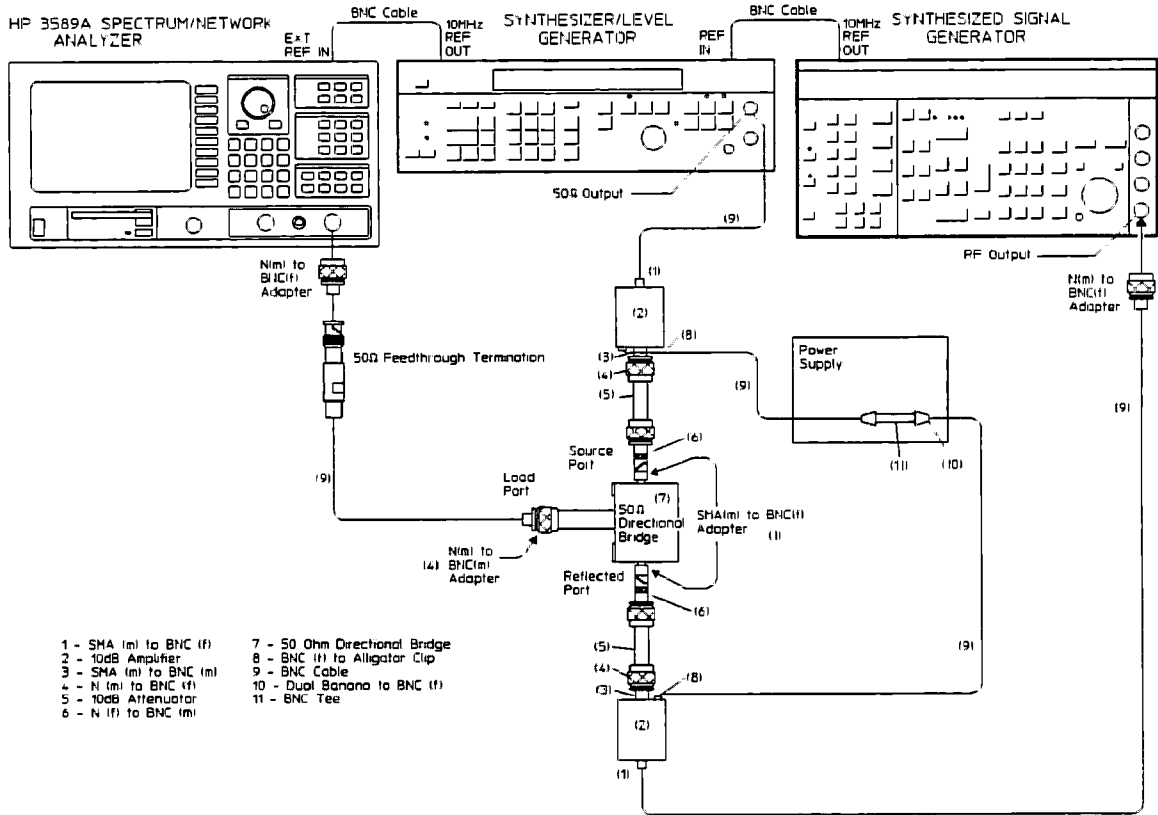 HP 3589A SPECTRUM/NETWORK
ANALYZER
EXT
REF IN
BNC Cable
10MHz
REF
OUT
SYNTHESIZER/LEVEL
GENERATOR
REF
IN
BNC Cable
10MHz
REF
OUT
SYNTHESIZED SIGNAL
GENERATOR
50Ω Output
(9)
RF Output
N(m) to
BNC(f)
Adapter
(1)
N(m) to
BNC(f)
Adapter
(2)
(8)
(3)
(4)
(5)
50Ω Feedthrough Termination
Power
Supply
(9)
(9)
(11)
(10)
(6)
Source
Port
(9)
Load
Port
(7)
50Ω
Directional
Bridge
SMA(m) to BNC(f)
Adapter (1)
N(m) to
(4) BNC(m)
Adapter
Reflected
Port
(6)
(5)
(9)
(4)
(8)
(3)
(2)
(1)
1 - SMA (m) to BNC (f)
2 - 10dB Amplifier
3 - SMA (m) to BNC (m)
4 - N (m) to BNC (f)
5 - 10dB Attenuator
6 - N (f) to BNC (m)
7 - 50 Ohm Directional Bridge
8 - BNC (f) to Alligator Clip
9 - BNC Cable
10 - Dual Banana to BNC (f)
11 - BNC Tee